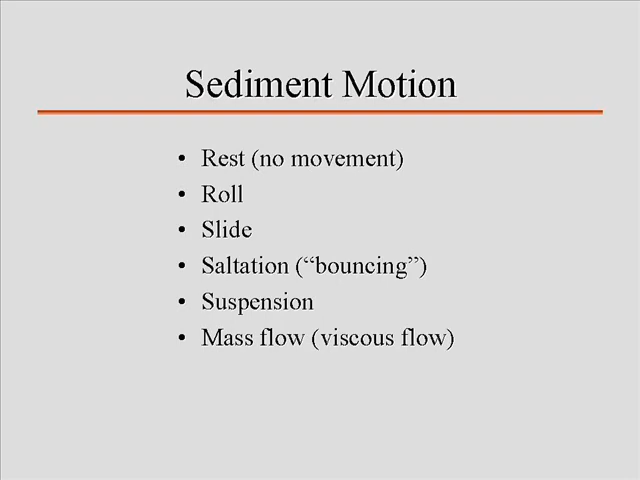 Sediment Motion
• Rest (no movement)
• Roll
• Slide
• Saltation (“bouncing”)
• Suspension
• Mass flow (viscous flow)